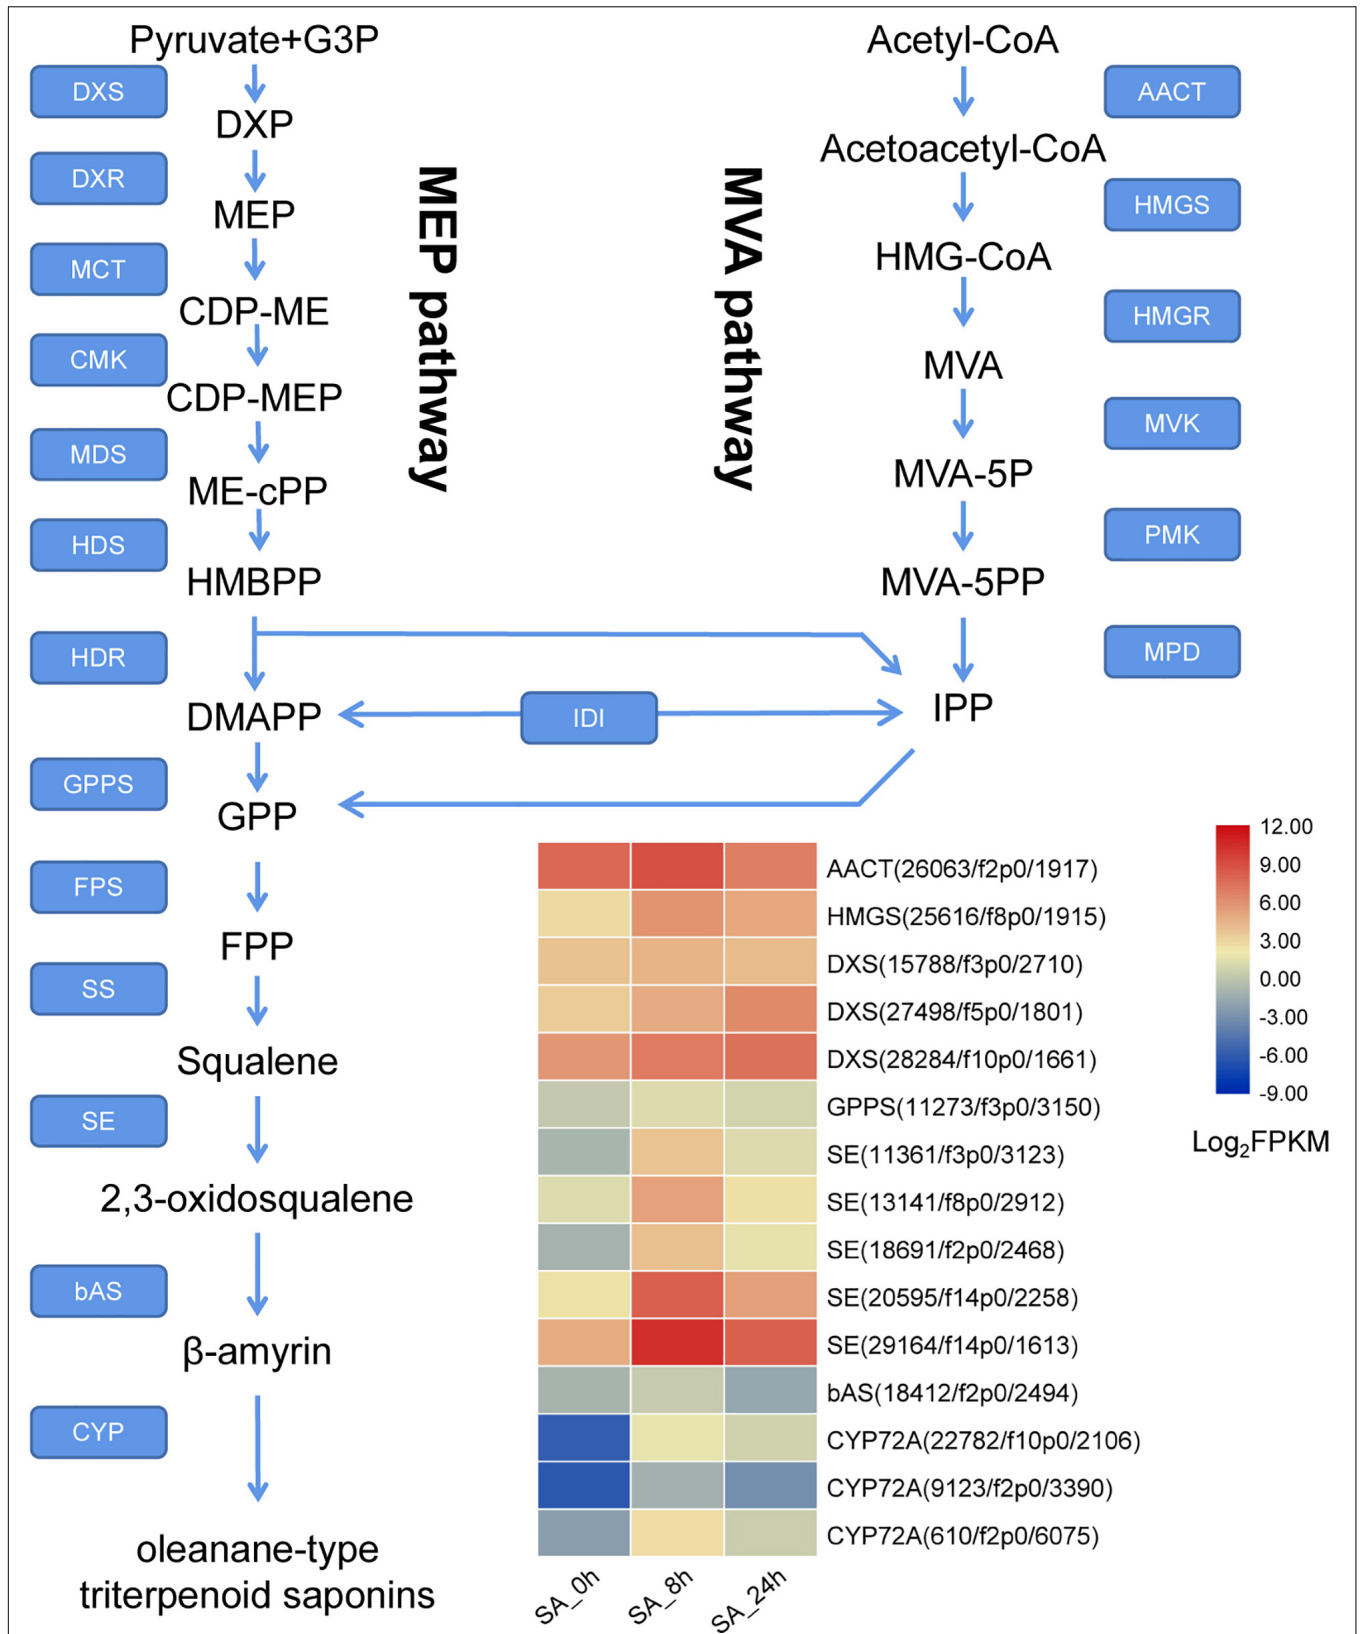 Pyruvate+G3P
DXS
DXP
DXR
MEP
MCT
CDP-ME
CMK
CDP-MEP
MDS
ME-cPP
HDS
HMBPP
HDR
DMAPP
IDI
GPPS
GPP
FPS
FPP
SS
Squalene
SE
2,3-oxidosqualene
bAS
β-amyrin
CYP
oleanane-type
triterpenoid saponins
MEP pathway
MVA pathway
Acetyl-CoA
AACT
Acetoacetyl-CoA
HMGS
HMG-CoA
HMGR
MVA
MVK
MVA-5P
PMK
MVA-5PP
MPD
IPP
AACT(26063/f2p0/1917)
HMGS(25616/f8p0/1915)
DXS(15788/f3p0/2710)
DXS(27498/f5p0/1801)
DXS(28284/f10p0/1661)
GPPS(11273/f3p0/3150)
SE(11361/f3p0/3123)
SE(13141/f8p0/2912)
SE(18691/f2p0/2468)
SE(20595/f14p0/2258)
SE(29164/f14p0/1613)
bAS(18412/f2p0/2494)
CYP72A(22782/f10p0/2106)
CYP72A(9123/f2p0/3390)
CYP72A(610/f2p0/6075)
SA_0h
SA_8h
SA_24h
12.00
9.00
6.00
3.00
0.00
-3.00
-6.00
-9.00
Log₂FPKM